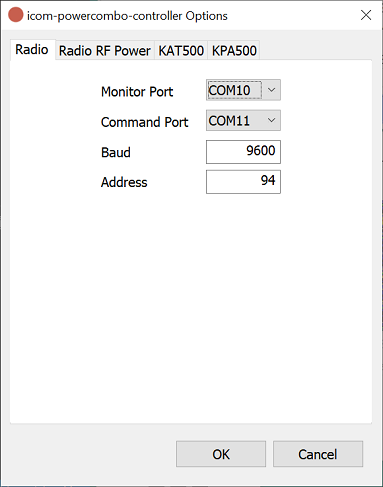 icom-powercombo-controller Options
Radio Radio RF Power KAT500 KPA500
Monitor Port COM10
Command Port COM11
Baud 9600
Address 94
OK Cancel